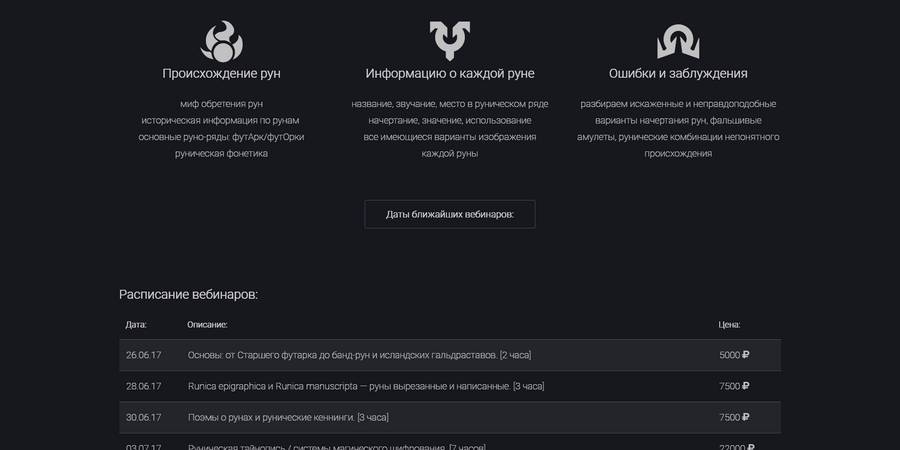 Происхождение рун
миф обретения рун
историческая информация по рунам
основные руно-ряды: футАрк/футОрки
руническая фонетика
Информацию о каждой руне
название, звучание, место в руническом ряде
начертание, значение, использование
все имеющиеся варианты изображения
каждой руны
Ошибки и заблуждения
разбираем искаженные и неправдоподобные
варианты начертания рун, фальшивые
амулеты, рунические комбинации непонятного
происхождения
Даты ближайших вебинаров:
Расписание вебинаров:
Дата: Описание: Цена:
26.06.17 Основы: от Старшего футарка до банд-рун и исландских гальдраставов. [2 часа] 5000 ₽
28.06.17 Runica epigraphica и Runica manuscripta — руны вырезанные и написанные. [3 часа] 7500 ₽
30.06.17 Поэмы о рунах и рунические кеннинги. [3 часа] 7500 ₽
03.07.17 Руническая тайнопись / системы магического шифрования. [7 часов] 22000 ₽